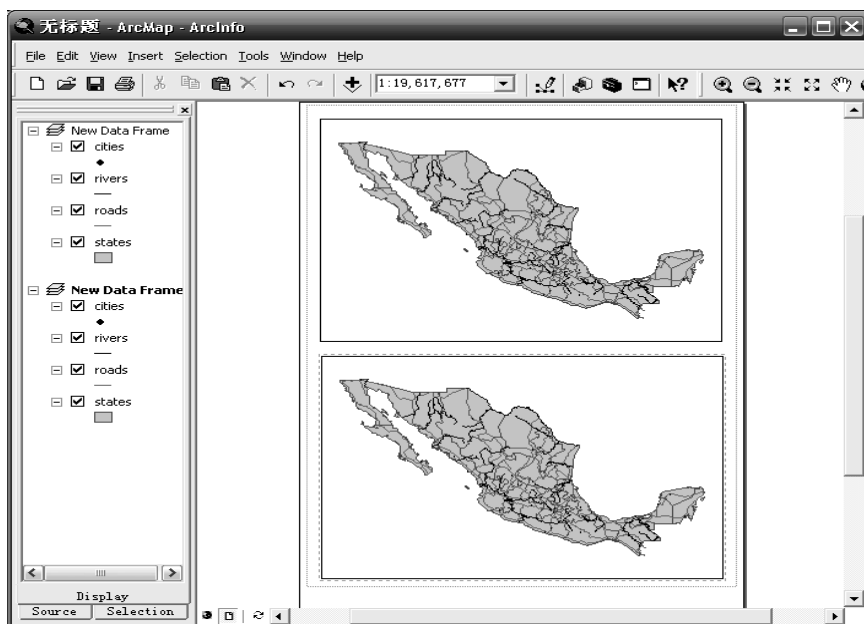 无标题 - ArcMap - ArcInfo
File Edit View Insert Selection Tools Window Help
1:19,617,677
New Data Frame
cities
rivers
roads
states
New Data Frame
cities
rivers
roads
states
Display
Source Selection